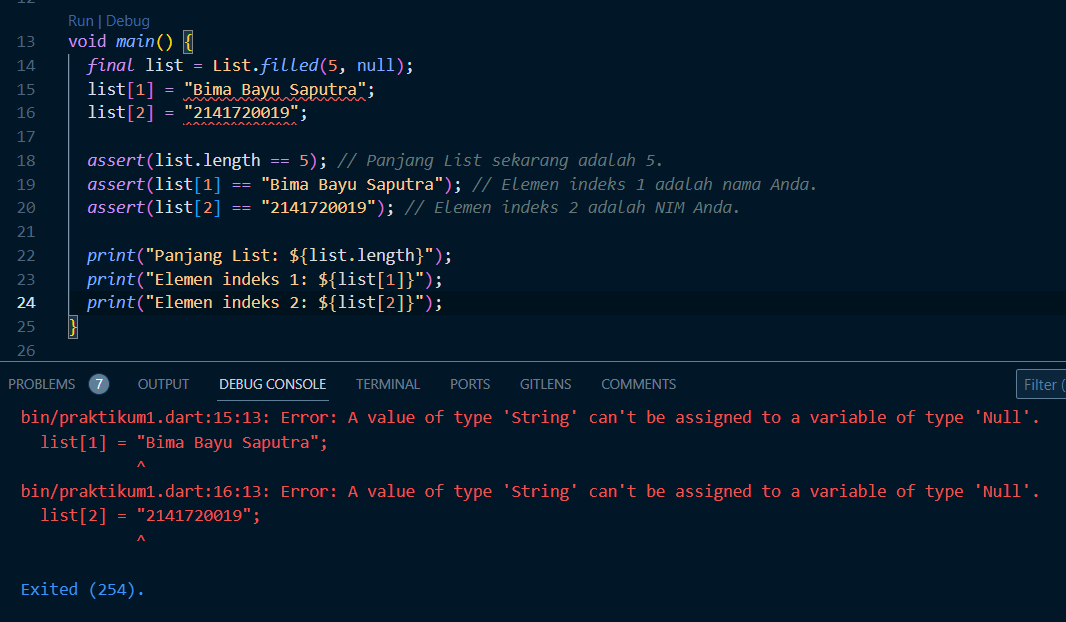 12
Run | Debug
13 void main() {
14 final list = List.filled(5, null);
15 list[1] = "Bima Bayu Saputra";
16 list[2] = "2141720019";
17
18 assert(list.length == 5); // Panjang List sekarang adalah 5.
19 assert(list[1] == "Bima Bayu Saputra"); // Elemen indeks 1 adalah nama Anda.
20 assert(list[2] == "2141720019"); // Elemen indeks 2 adalah NIM Anda.
21
22 print("Panjang List: ${list.length}");
23 print("Elemen indeks 1: ${list[1]}");
24 print("Elemen indeks 2: ${list[2]}");
25 }
26
PROBLEMS 7 OUTPUT DEBUG CONSOLE TERMINAL PORTS GITLENS COMMENTS Filter (
bin/praktikum1.dart:15:13: Error: A value of type 'String' can't be assigned to a variable of type 'Null'.
list[1] = "Bima Bayu Saputra";
^
bin/praktikum1.dart:16:13: Error: A value of type 'String' can't be assigned to a variable of type 'Null'.
list[2] = "2141720019";
^
Exited (254).